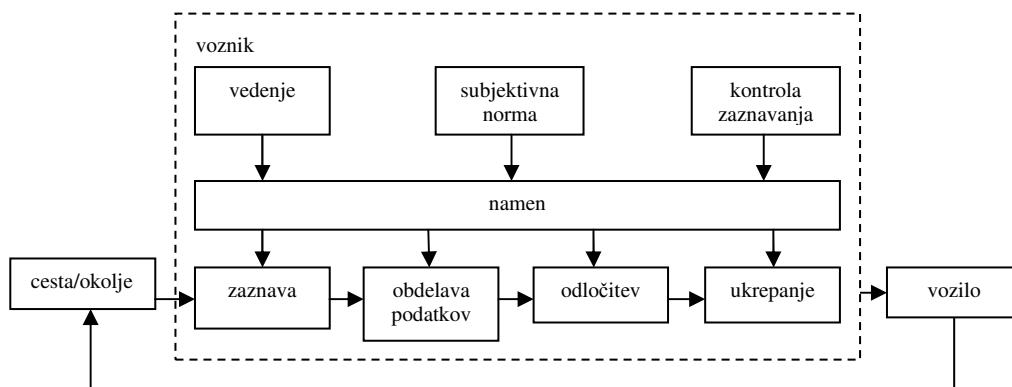 voznik
vedenje
subjektivna
norma
kontrola
zaznavanja
namen
cesta/okolje
zaznava
obdelava
podatkov
odločitev
ukrepanje
vozilo